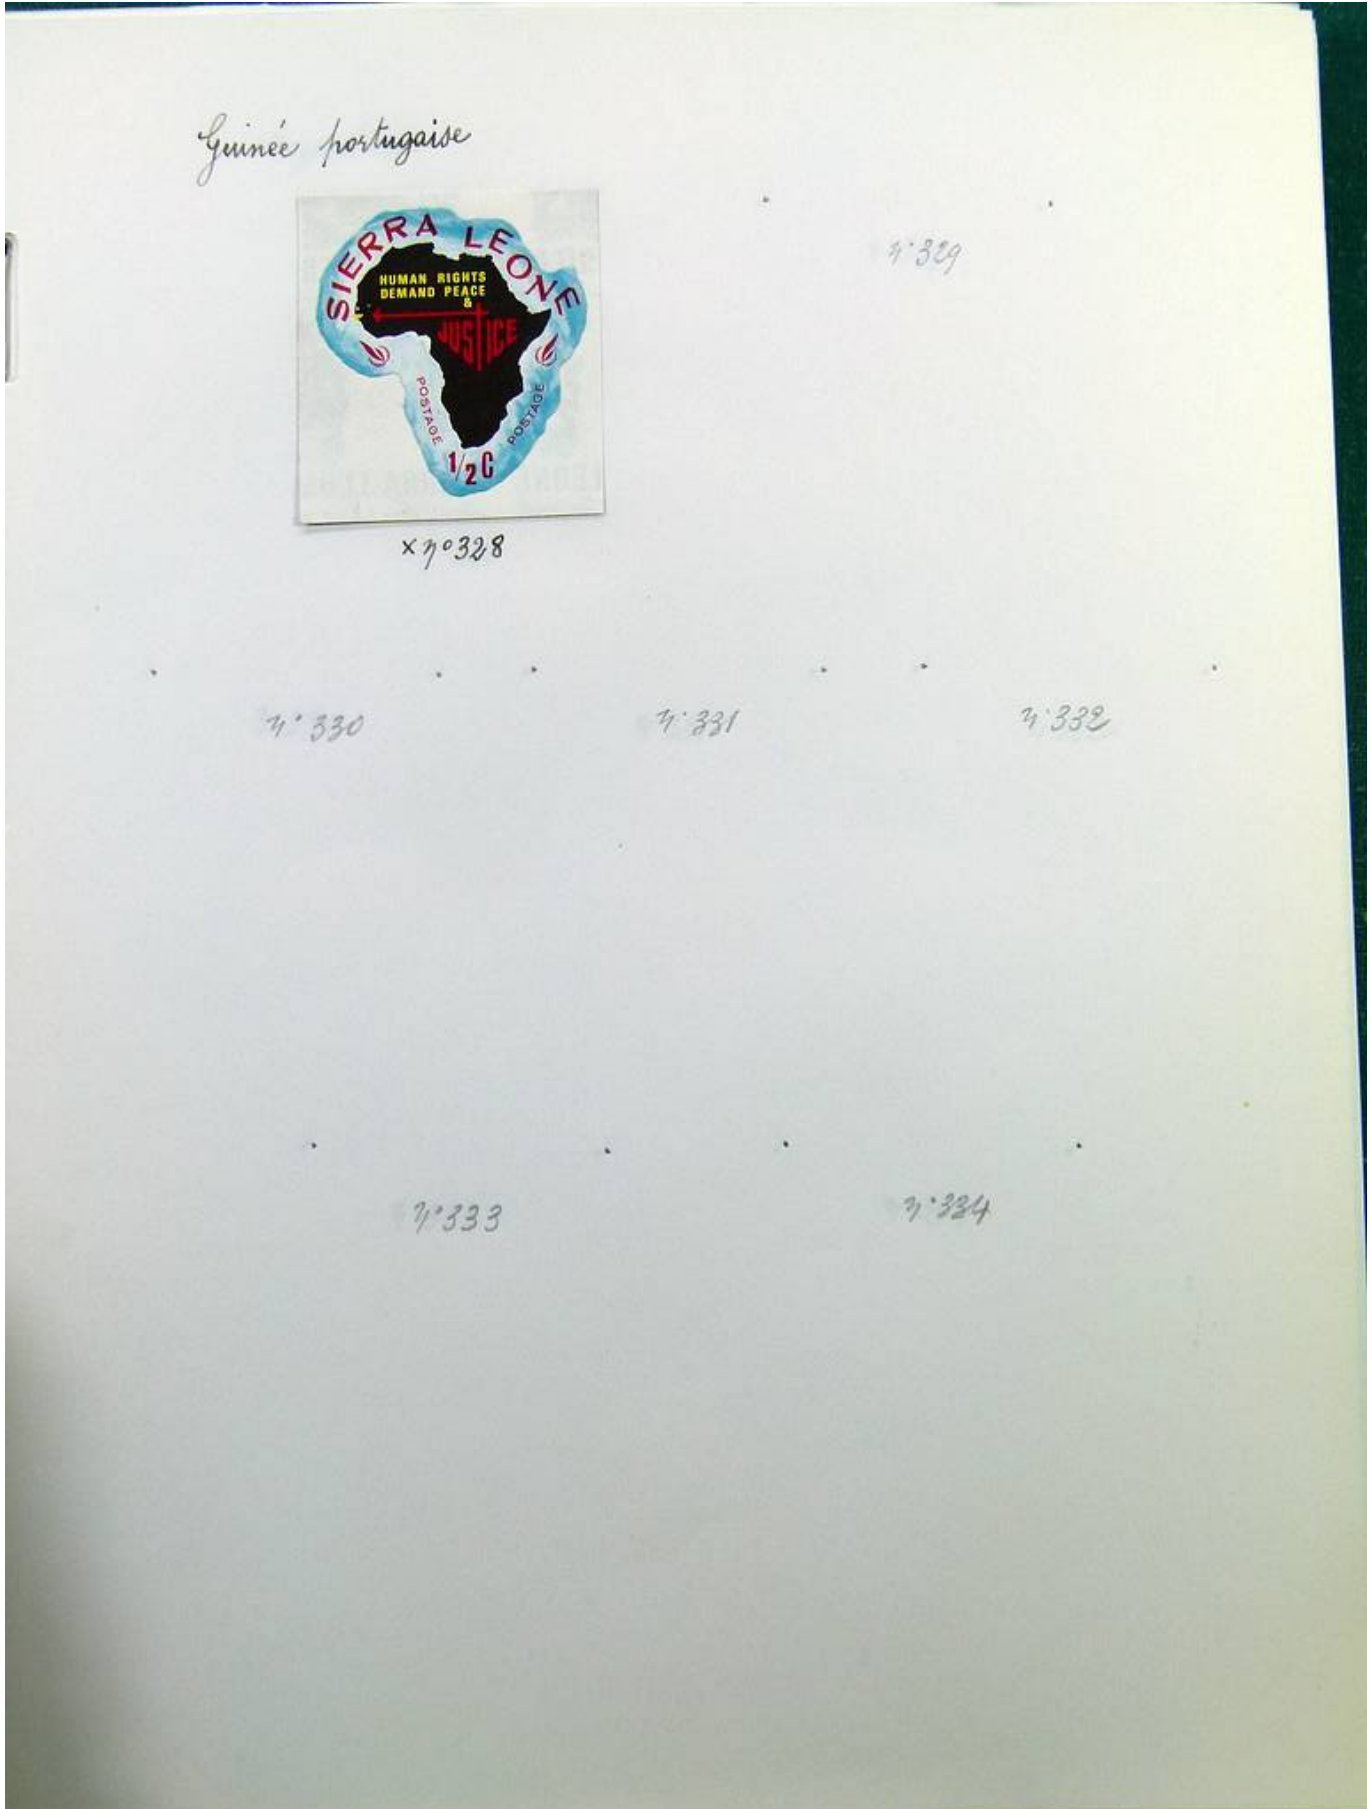 Guinée portugaise
SIERRA LEONE
HUMAN RIGHTS
DEMAND PEACE
&
JUSTICE
POSTAGE
POSTAGE
1/2C
x n°328
n°329
n°330
n°331
n°332
n°333
n°334